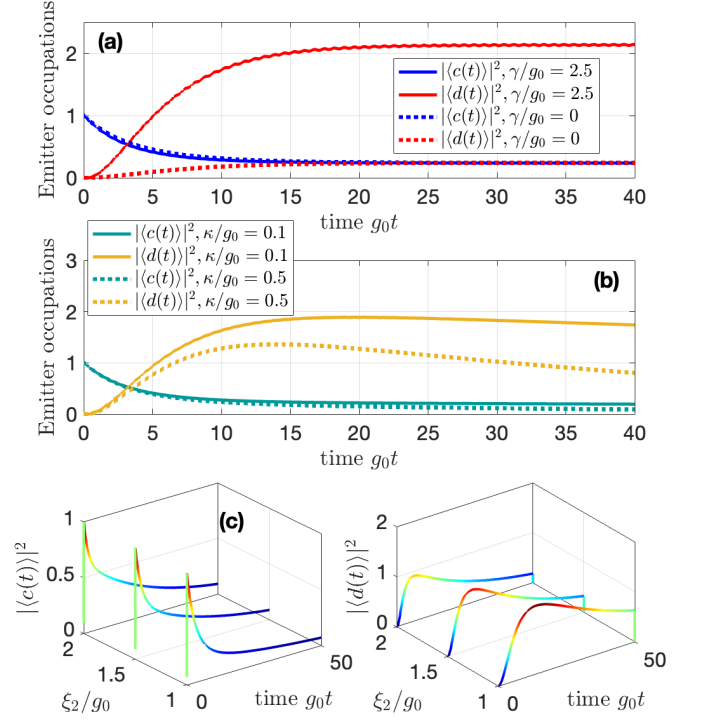 (a)
Emitter occupations
2
1
0
|⟨c(t)⟩|², γ/g₀ = 2.5
|⟨d(t)⟩|², γ/g₀ = 2.5
|⟨c(t)⟩|², γ/g₀ = 0
|⟨d(t)⟩|², γ/g₀ = 0
0 5 10 15 20 25 30 35 40
time g₀t
|⟨c(t)⟩|², κ/g₀ = 0.1
|⟨d(t)⟩|², κ/g₀ = 0.1
|⟨c(t)⟩|², κ/g₀ = 0.5
|⟨d(t)⟩|², κ/g₀ = 0.5
(b)
Emitter occupations
3
2
1
0
0 5 10 15 20 25 30 35 40
time g₀t
(c)
|⟨c(t)⟩|²
1
0.5
0
2
1.5
1
ξ₂/g₀
0
50
time g₀t
|⟨d(t)⟩|²
2
1
0
2
1.5
1
ξ₂/g₀
0
50
time g₀t